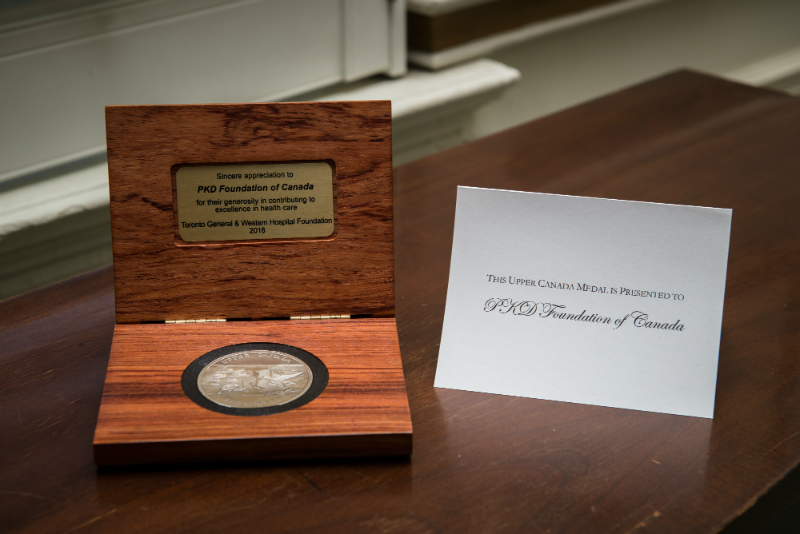 Sincere appreciation to
PKD Foundation of Canada
for their generosity in contributing to
excellence in health care
Toronto General & Western Hospital Foundation
2018
THIS UPPER CANADA MEDAL IS PRESENTED TO
PKD Foundation of Canada